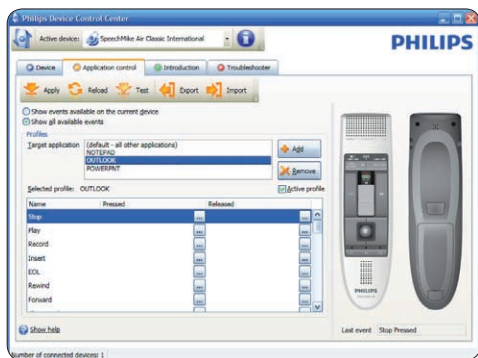 Philips Device Control Center
Active device: SpeechMike Air Classic International
PHILIPS
Device Application control Introduction Troubleshooter
Apply Reload Test Export Import
Show events available on the current device
Show all available events
Profiles
Target application (default - all other applications)
NOTEPAD
OUTLOOK
POWERPNT
Add
Remove
Selected profile: OUTLOOK
Active profile
Name Pressed Released
Stop
Play
Record
Insert
EOL
Rewind
Forward
PHILIPS
Show help
Last event Stop Pressed
Number of connected devices: 1